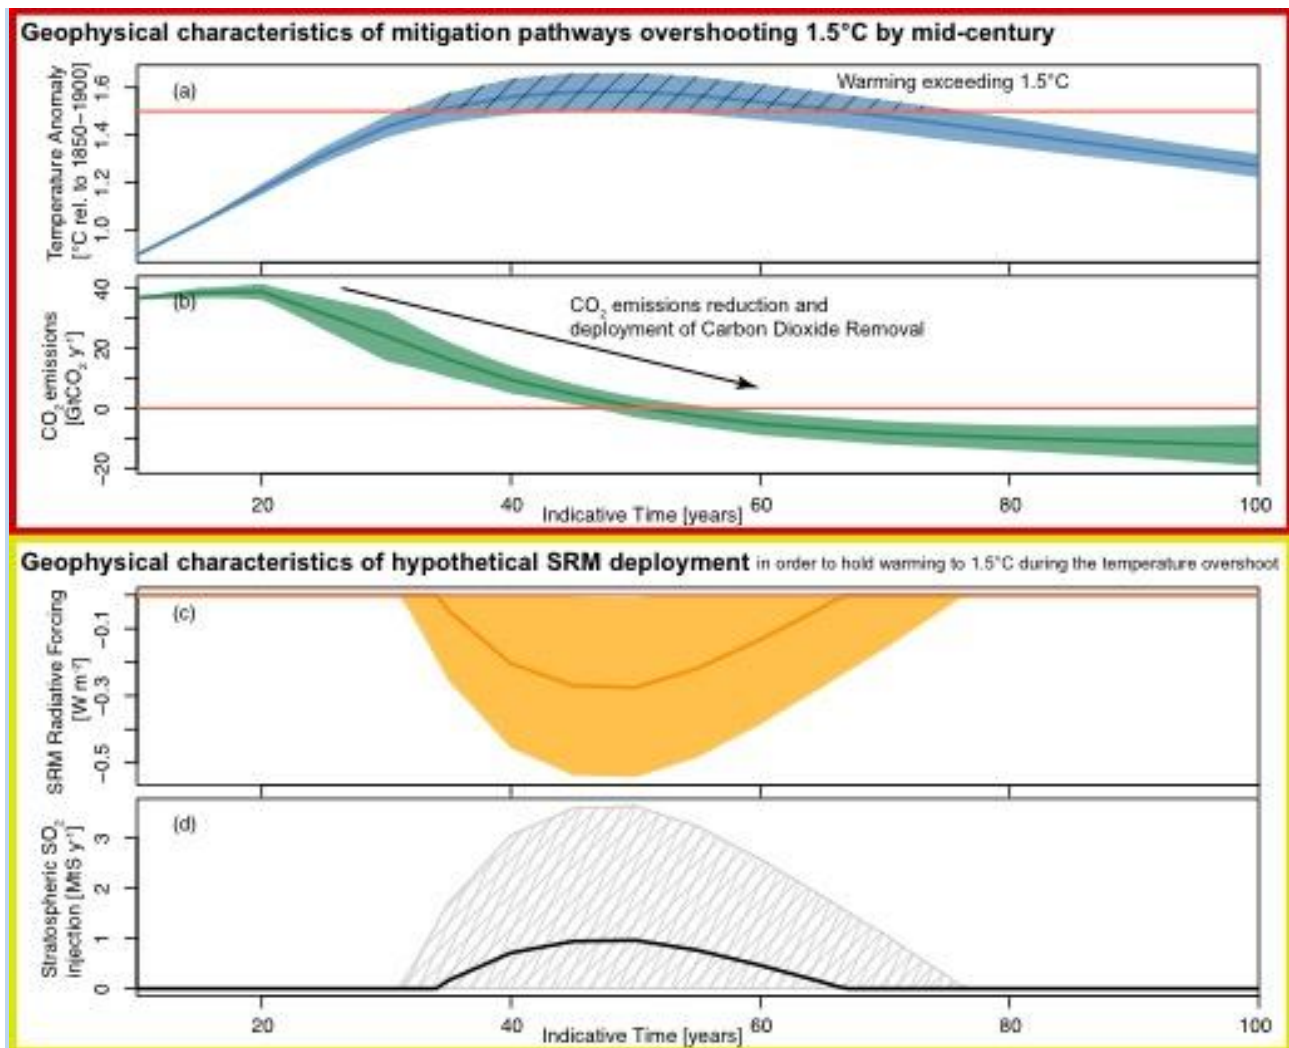 Geophysical characteristics of mitigation pathways overshooting 1.5°C by mid-century
Temperature Anomaly
[°C rel. to 1850–1900]
1.6
1.4
1.2
1.0
(a)
Warming exceeding 1.5°C
CO₂ emissions
[GtCO₂ y⁻¹]
40
20
0
−20
(b)
CO₂ emissions reduction and
deployment of Carbon Dioxide Removal
20 40 60 80 100
Indicative Time [years]
Geophysical characteristics of hypothetical SRM deployment in order to hold warming to 1.5°C during the temperature overshoot
SRM Radiative Forcing
[W m⁻²]
−0.1
−0.3
−0.5
(c)
Stratospheric SO₂
injection [MtS y⁻¹]
3
2
1
0
(d)
20 40 60 80 100
Indicative Time [years]